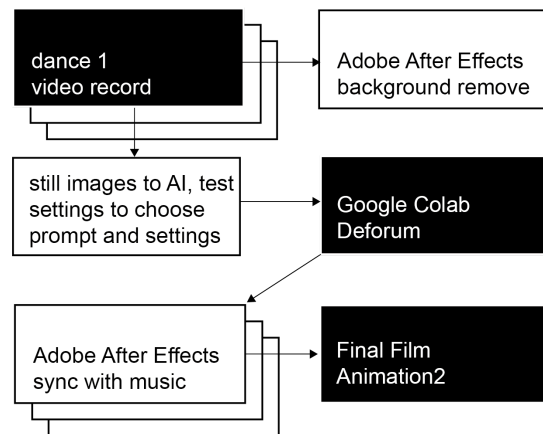 dance 1
video record
Adobe After Effects
background remove
still images to AI, test
settings to choose
prompt and settings
Google Colab
Deforum
Adobe After Effects
sync with music
Final Film
Animation2